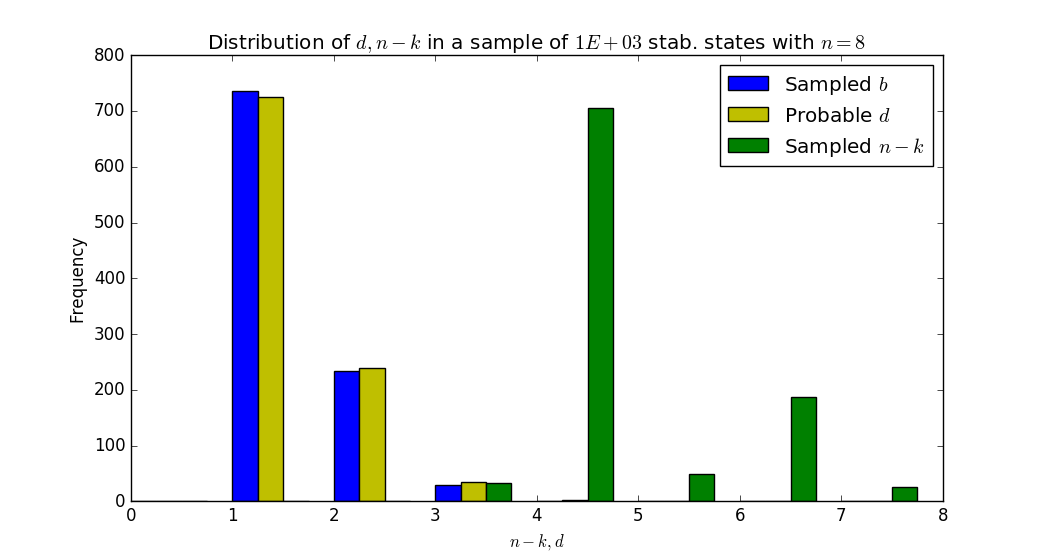 Distribution of d, n − k in a sample of 1E + 03 stab. states with n = 8
800
700
600
500
400
300
200
100
0
Frequency
Sampled b
Probable d
Sampled n − k
0 1 2 3 4 5 6 7 8
n − k, d